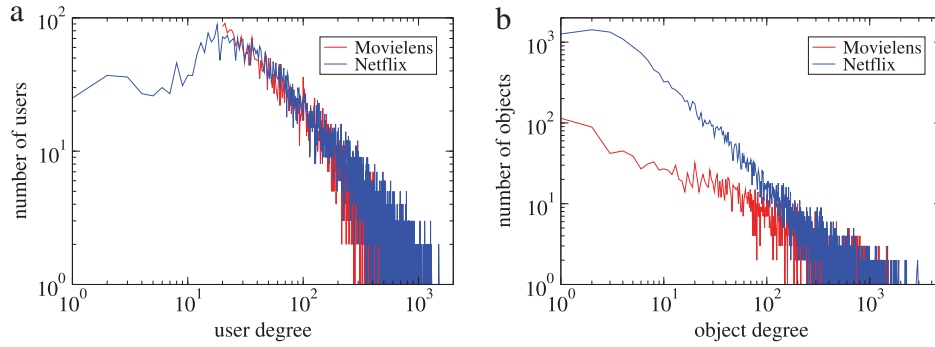 a
10^2
10^1
10^0
number of users
Movielens
Netflix
10^0
10^1
10^2
10^3
user degree
b
10^3
10^2
10^1
10^0
number of objects
Movielens
Netflix
10^0
10^1
10^2
10^3
object degree